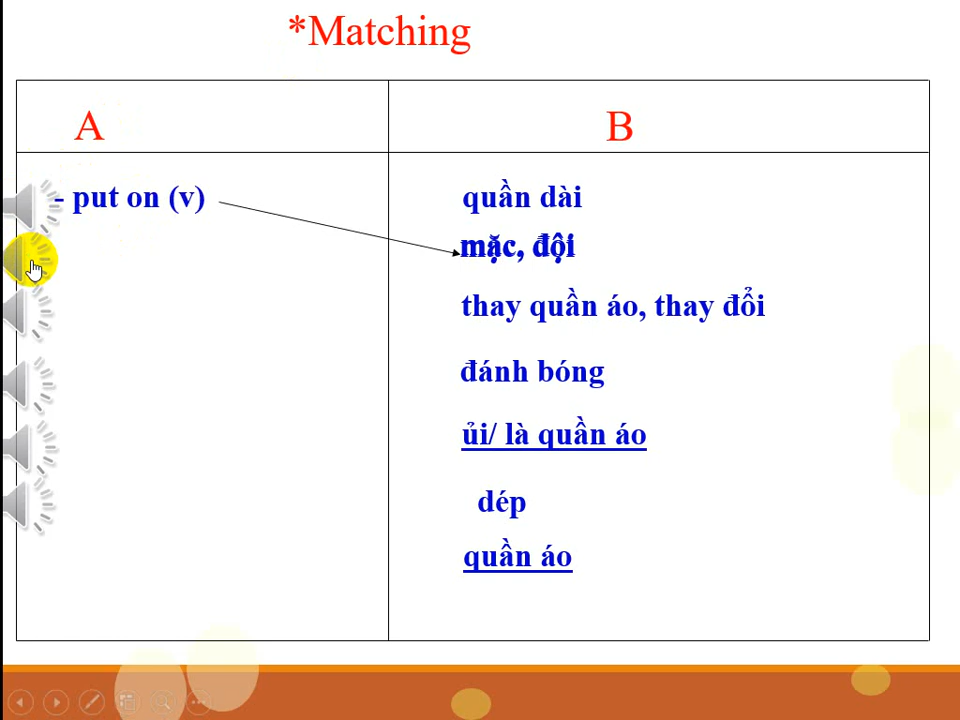 *Matching
A
B
- put on (v)
quần dài
mặc, đội
thay quần áo, thay đổi
đánh bóng
ủi/ là quần áo
dép
quần áo